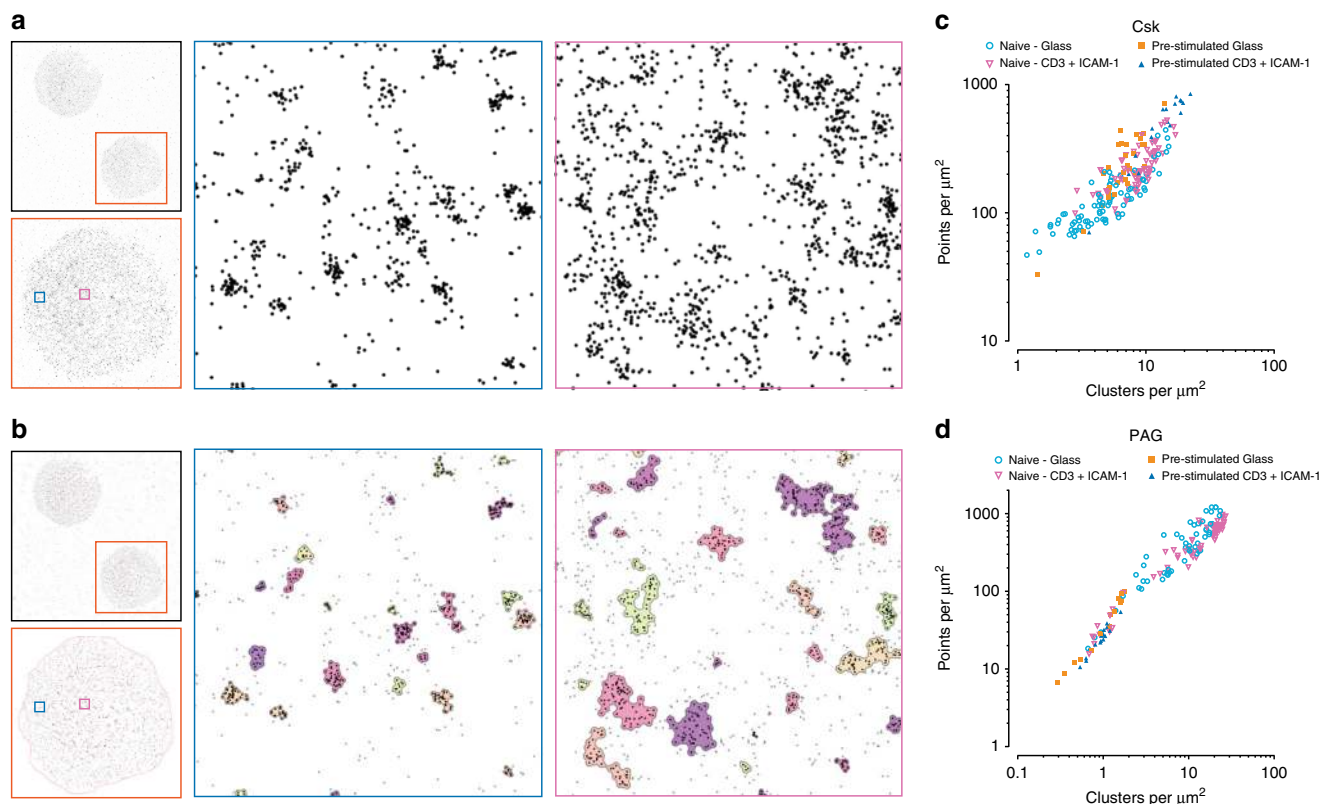 a
c
Csk
Naive - Glass
Pre-stimulated Glass
Naive - CD3 + ICAM-1
Pre-stimulated CD3 + ICAM-1
1000
100
10
Points per μm²
1
10
100
Clusters per μm²
b
d
PAG
Naive - Glass
Pre-stimulated Glass
Naive - CD3 + ICAM-1
Pre-stimulated CD3 + ICAM-1
1000
100
10
1
Points per μm²
0.1
1
10
100
Clusters per μm²